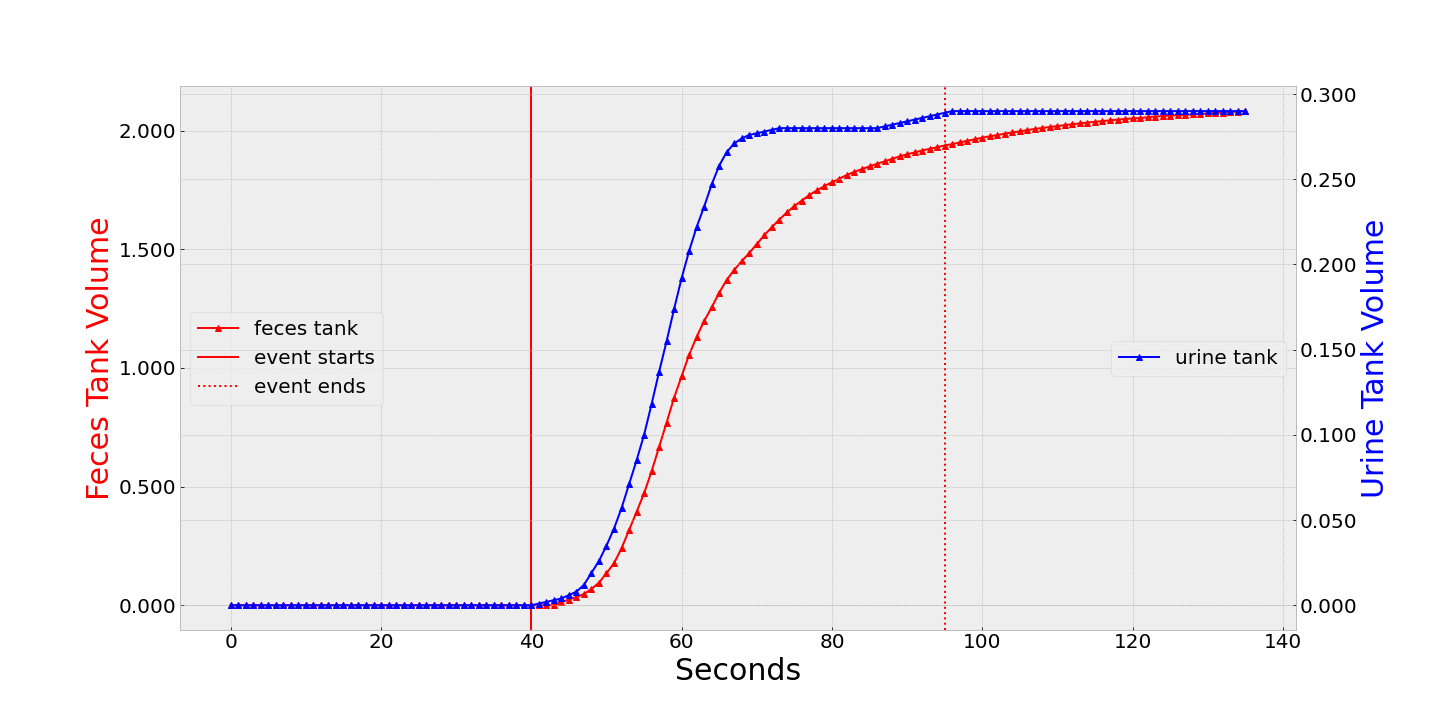 Feces Tank Volume
2.000
1.500
1.000
0.500
0.000
feces tank
event starts
event ends
0.300
0.250
0.200
0.150
0.100
0.050
0.000
Urine Tank Volume
urine tank
0 20 40 60 80 100 120 140
Seconds